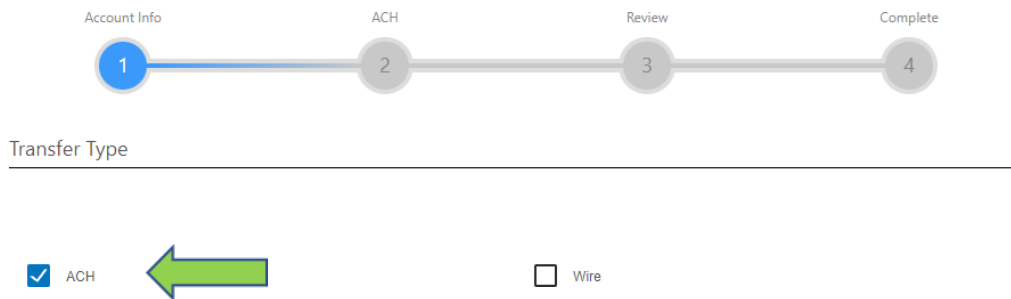 Account Info ACH Review Complete
1 2 3 4
Transfer Type
ACH Wire